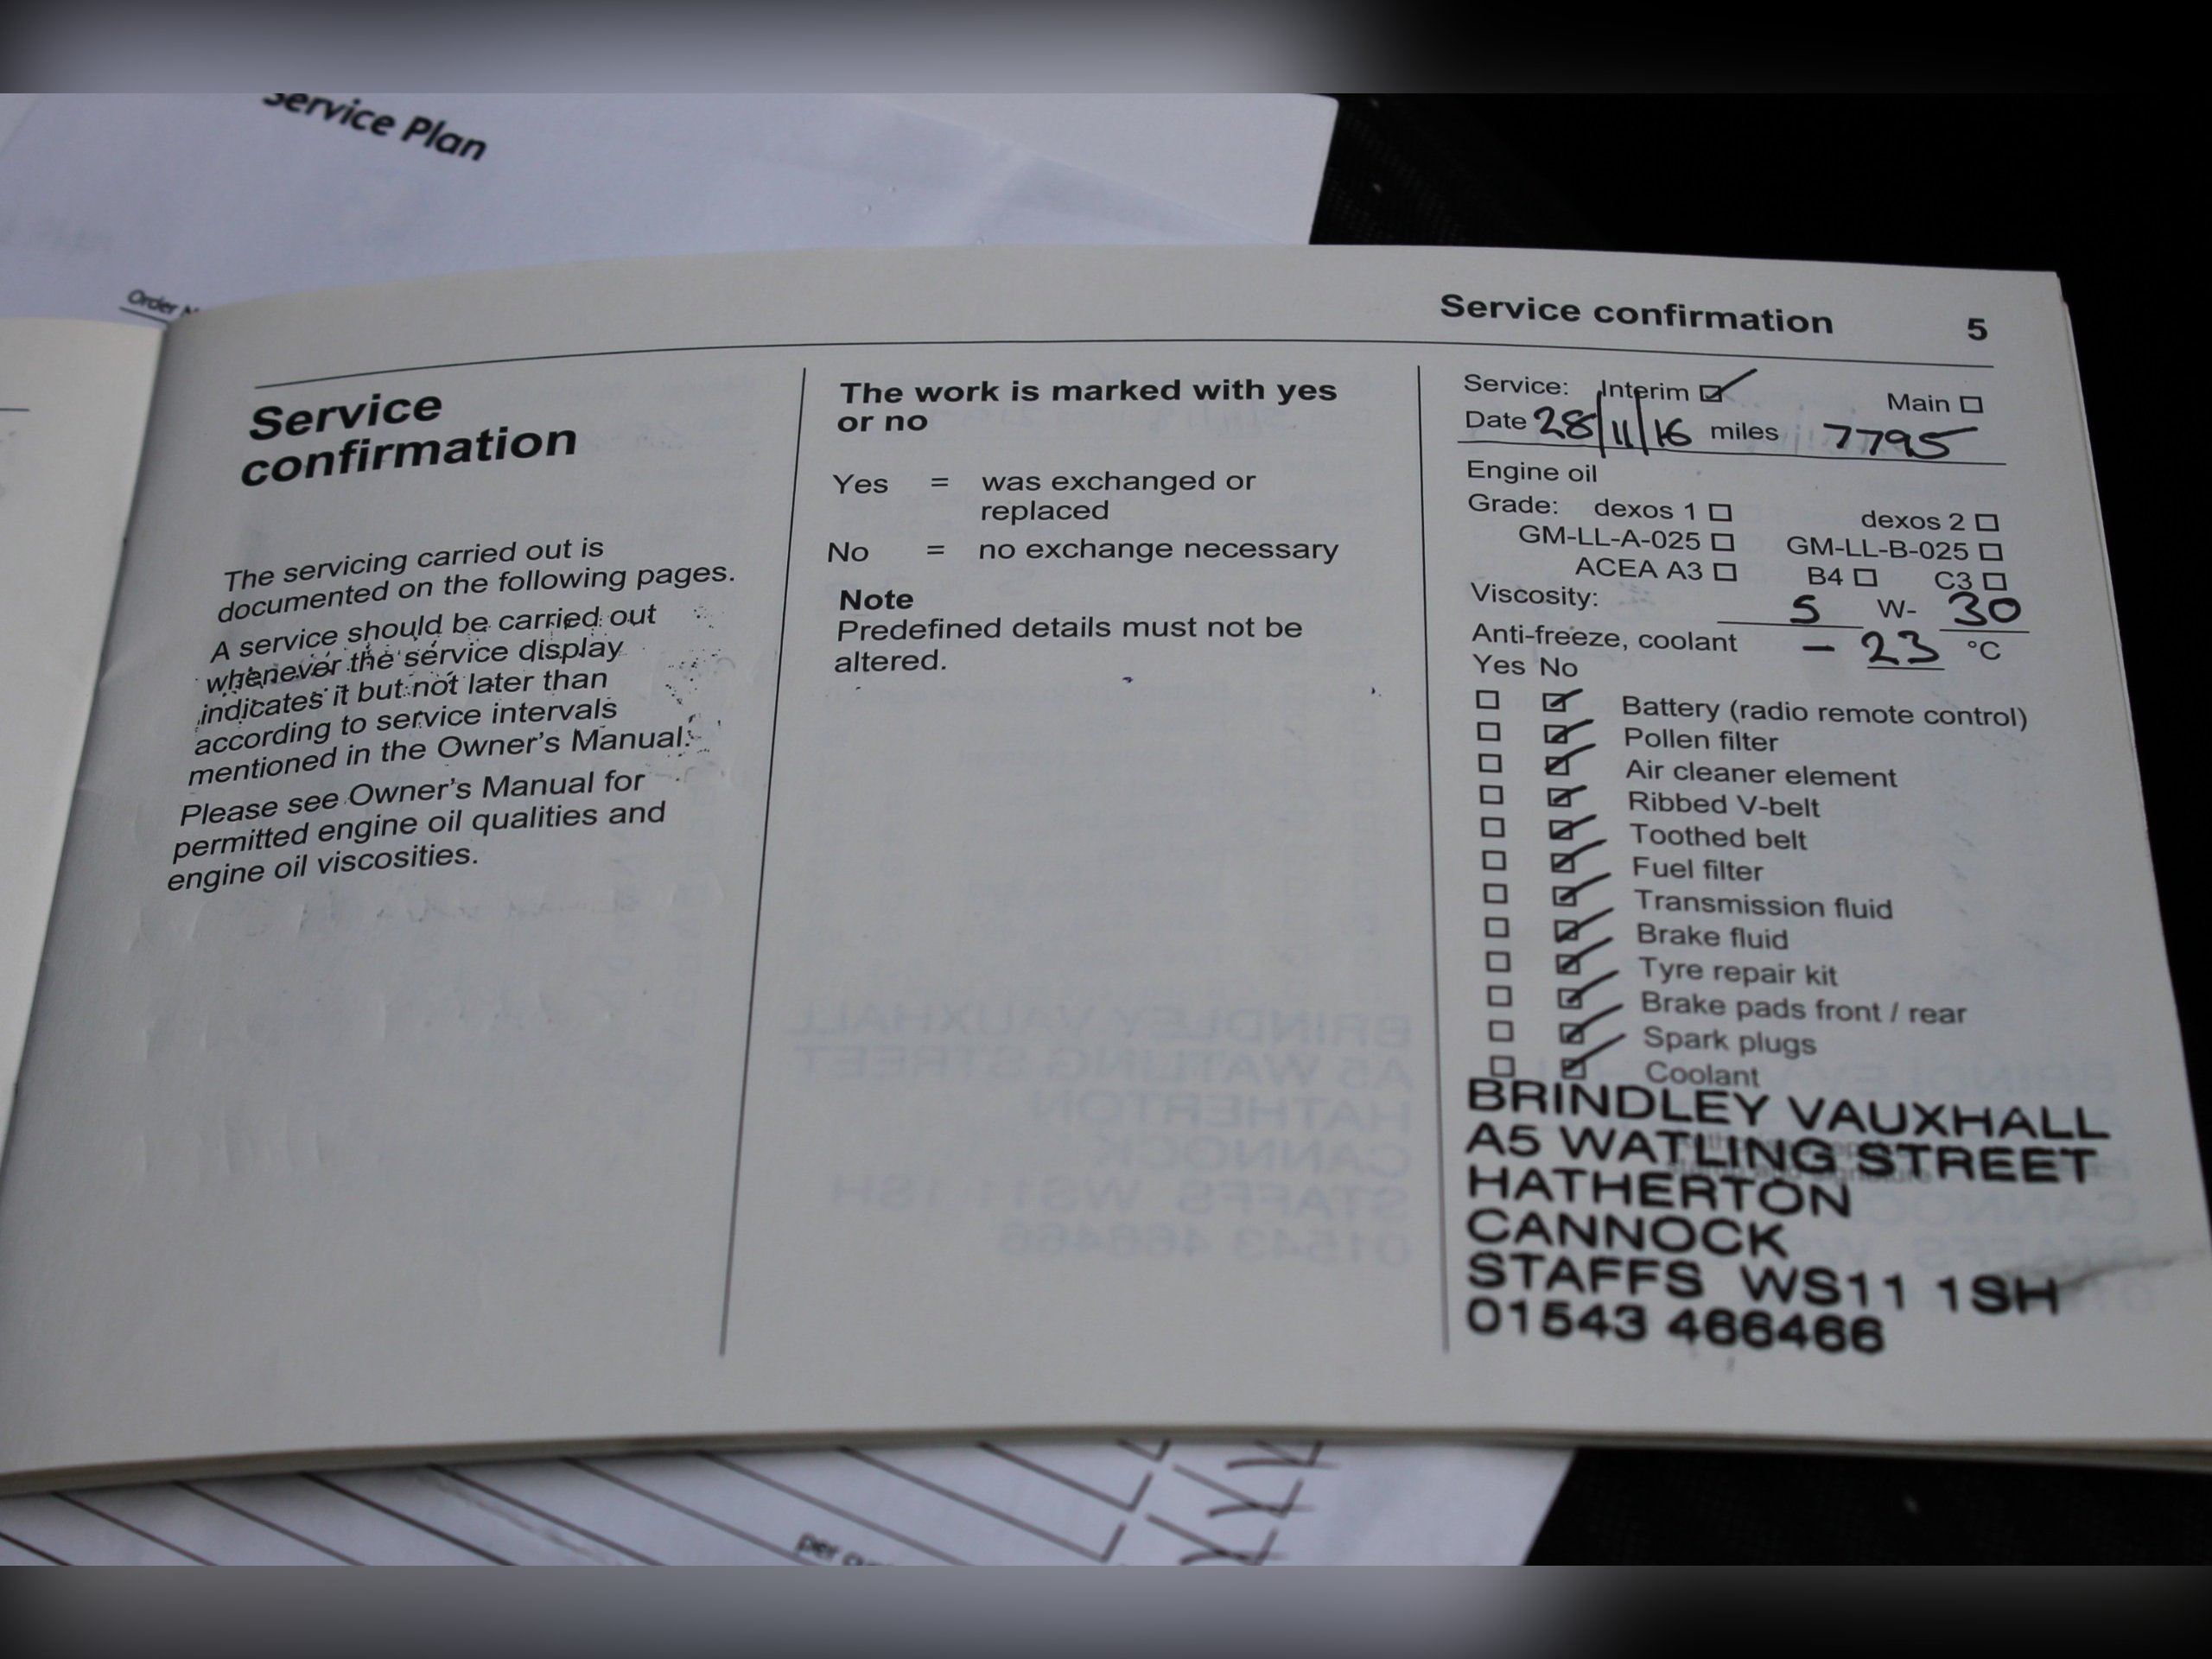 Service Plan
Order
Service confirmation 5
Service
confirmation
The servicing carried out is
documented on the following pages.
A service should be carried out
whenever the service display
indicates it but not later than
according to service intervals
mentioned in the Owner's Manual.
Please see Owner's Manual for
permitted engine oil qualities and
engine oil viscosities.
The work is marked with yes
or no
Yes = was exchanged or
replaced
No = no exchange necessary
Note
Predefined details must not be
altered.
Service: Interim ☑ Main ☐
Date 28/11/16 miles 7795
Engine oil
Grade: dexos 1 ☐ dexos 2 ☐
GM-LL-A-025 ☐ GM-LL-B-025 ☐
ACEA A3 ☐ B4 ☐ C3 ☐
Viscosity: 5 W- 30
Anti-freeze, coolant - 23 °C
Yes No
☐ ☑ Battery (radio remote control)
☐ ☑ Pollen filter
☐ ☑ Air cleaner element
☐ ☑ Ribbed V-belt
☐ ☑ Toothed belt
☐ ☑ Fuel filter
☐ ☑ Transmission fluid
☐ ☑ Brake fluid
☐ ☑ Tyre repair kit
☐ ☑ Brake pads front / rear
☐ ☑ Spark plugs
☐ ☑ Coolant
BRINDLEY VAUXHALL
A5 WATLING STREET
HATHERTON
CANNOCK
STAFFS WS11 1SH
01543 466466
per